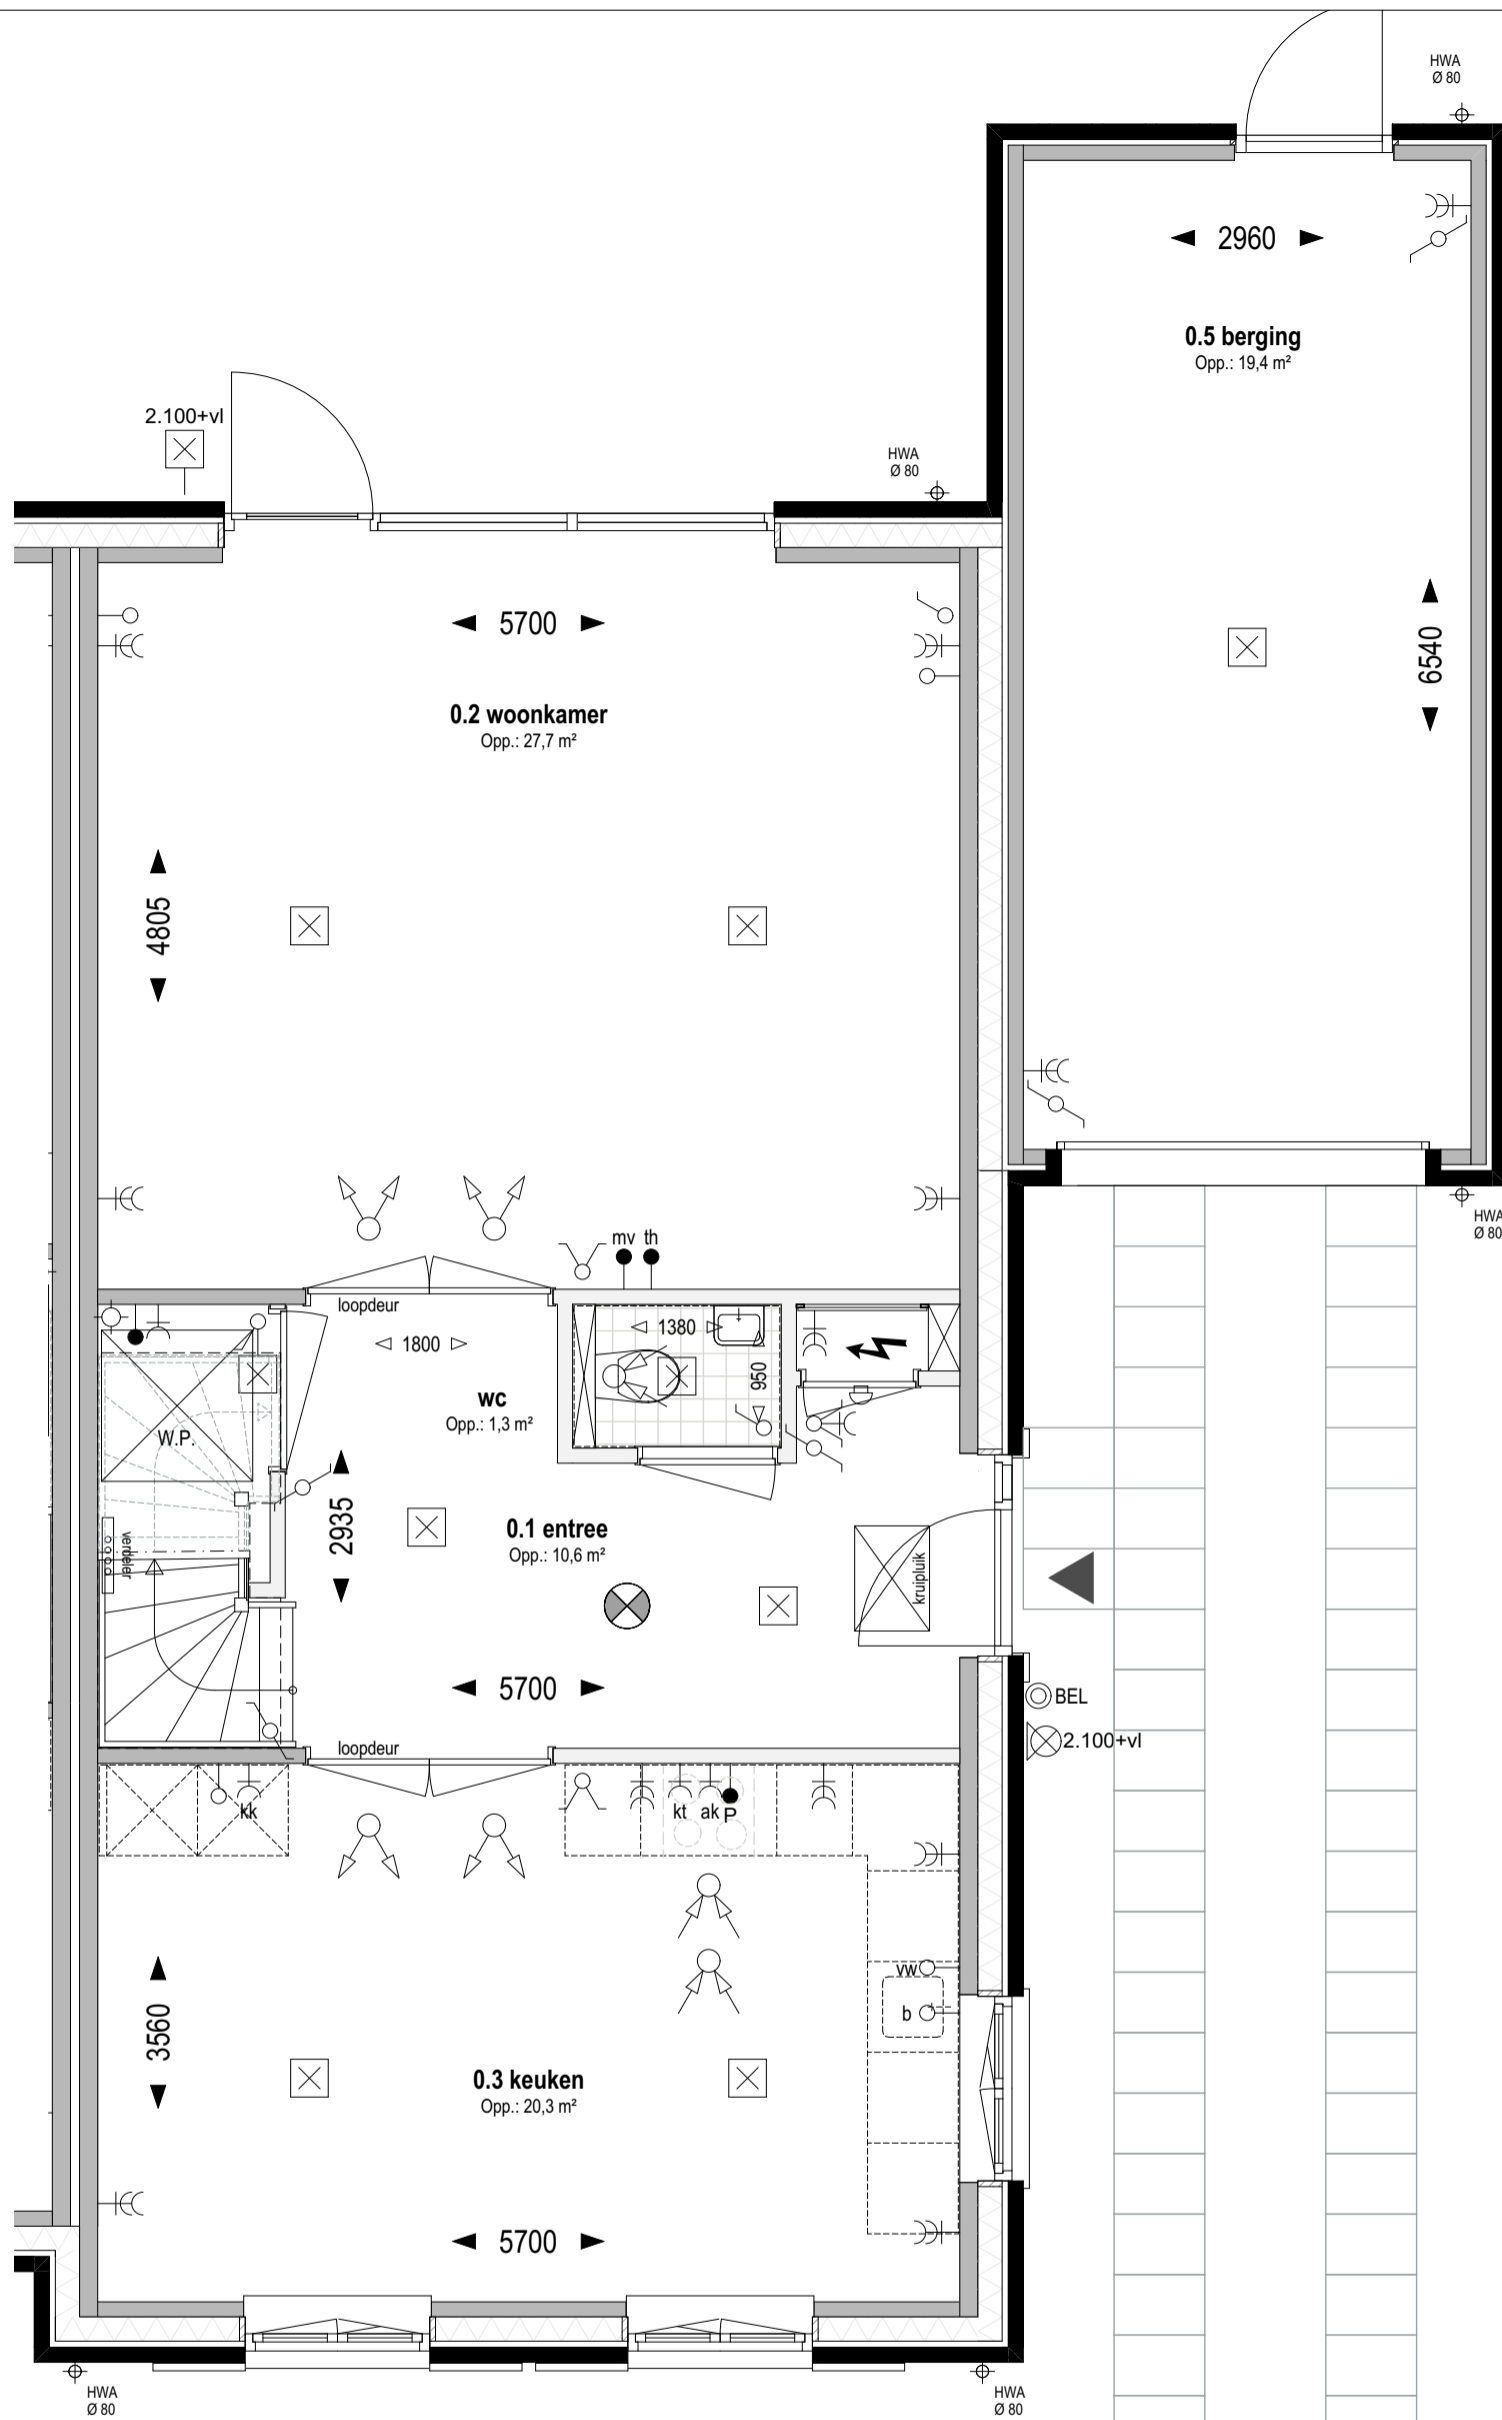 HWA
Ø 80
2960
0.5 berging
Opp.: 19,4 m²
2.100+vl
HWA
Ø 80
5700
6540
0.2 woonkamer
Opp.: 27,7 m²
4805
HWA
Ø 80
mv th
loopdeur
1800
1380
950
wc
Opp.: 1,3 m²
W.P.
2935
verdeler
0.1 entree
Opp.: 10,6 m²
kruipluik
5700
BEL
2.100+vl
loopdeur
kk
kt ak P
vw
b
3560
0.3 keuken
Opp.: 20,3 m²
5700
HWA
Ø 80
HWA
Ø 80